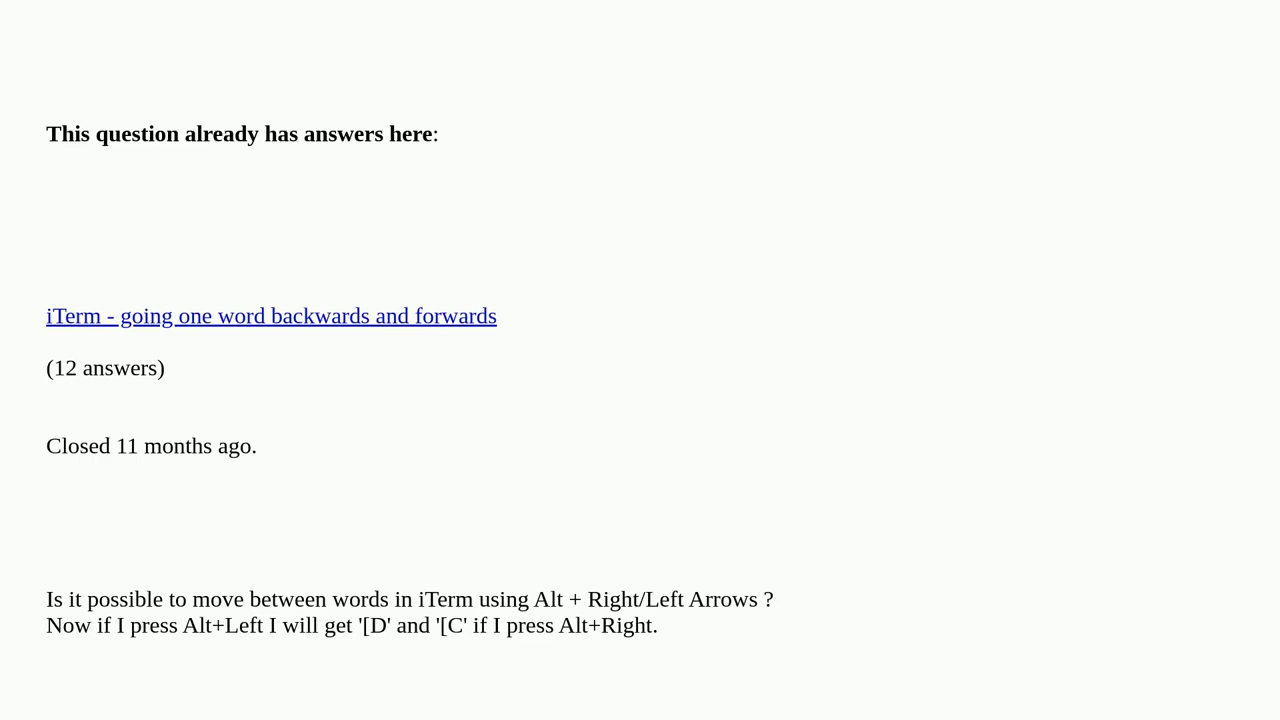 This question already has answers here:
iTerm - going one word backwards and forwards
(12 answers)
Closed 11 months ago.
Is it possible to move between words in iTerm using Alt + Right/Left Arrows ?
Now if I press Alt+Left I will get '[D' and '[C' if I press Alt+Right.